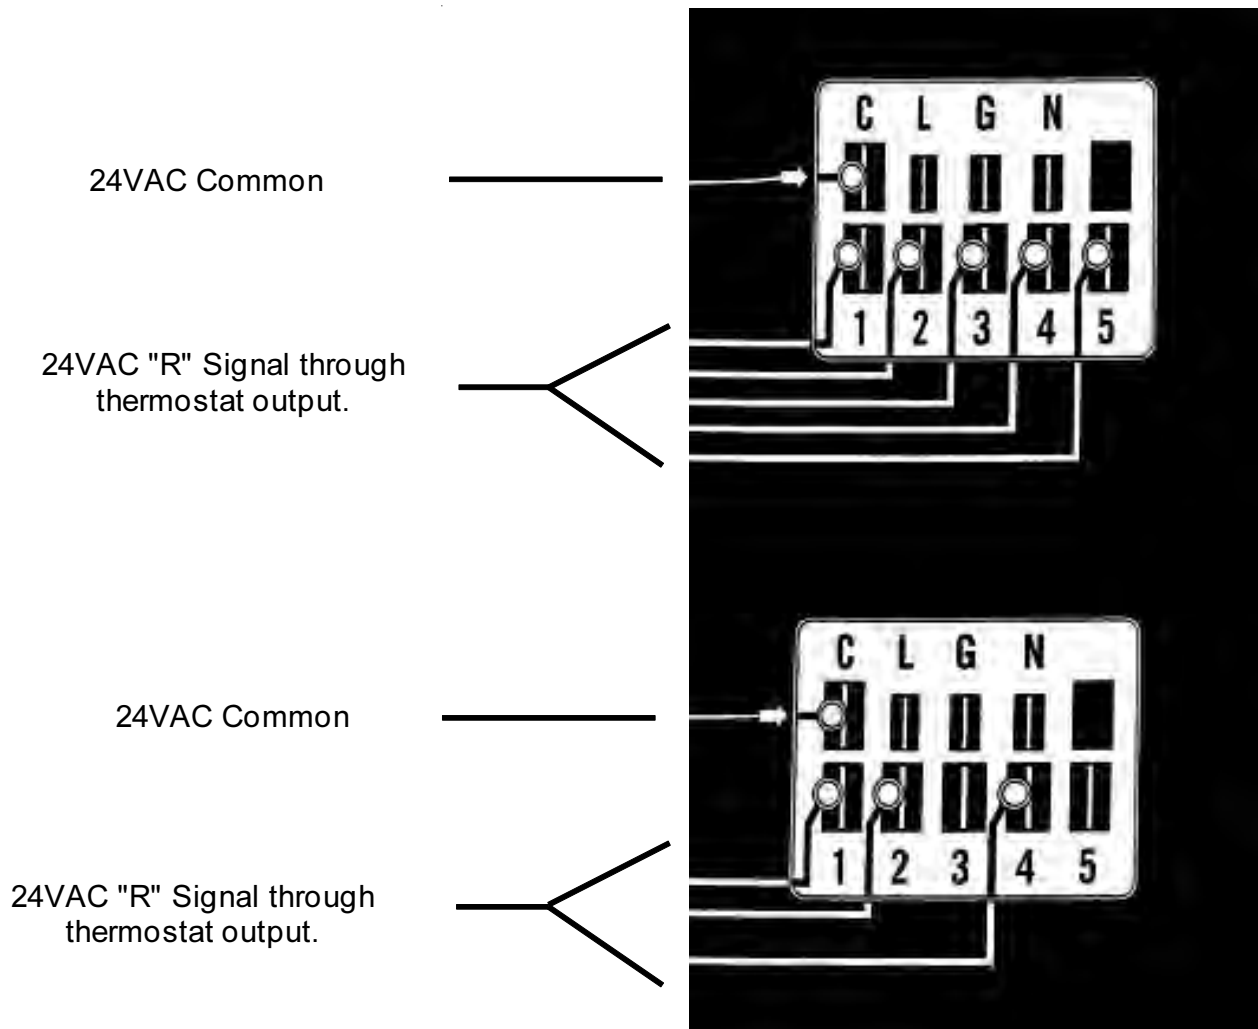 C L G N
24VAC Common
1 2 3 4 5
24VAC "R" Signal through
thermostat output.
C L G N
24VAC Common
1 2 3 4 5
24VAC "R" Signal through
thermostat output.